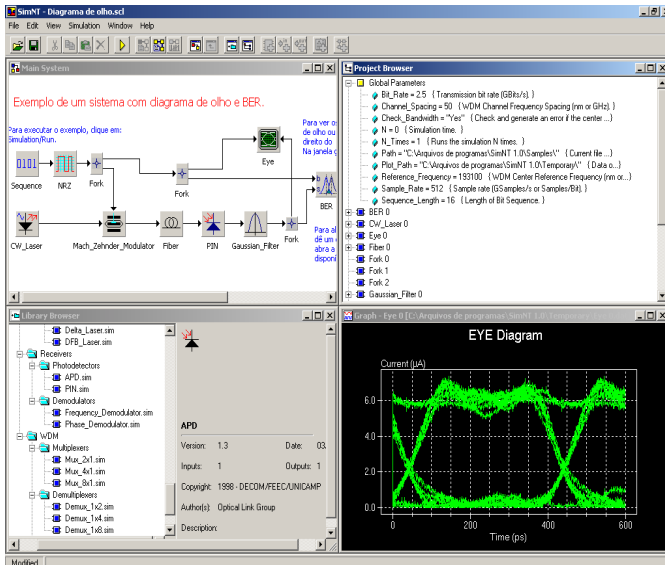 SimNT - Diagrama de olho.scl
File Edit View Simulation Window Help
Main System
Exemplo de um sistema com diagrama de olho e BER.
Para executar o exemplo, clique em:
Simulation/Run.
Para ver os
de olho ou
direito do
Na janela g
Eye
Sequence
NRZ
Fork
Fork
BER
CW_Laser
Mach_Zehnder_Modulator
Fiber
PIN
Gaussian_Filter
Fork
Para al
dê um c
abra a
disponí
Project Browser
Global Parameters
Bit_Rate = 2.5 { Transmission bit rate (GBits/s). }
Channel_Spacing = 50 { WDM Channel Frequency Spacing (nm or GHz). }
Check_Bandwidth = "Yes" { Check and generate an error if the center ...}
N = 0 { Simulation time. }
N_Times = 1 { Runs the simulation N times. }
Path = "C:\Arquivos de programas\SimNT 1.0\Samples\" { Current file ...}
Plot_Path = "C:\Arquivos de programas\SimNT 1.0\Temporary\" { Data o...}
Reference_Frequency = 193100 { WDM Center Reference Frequency (nm or...}
Sample_Rate = 512 { Sample rate (GSamples/s or Samples/Bit). }
Sequence_Length = 16 { Length of Bit Sequence. }
BER 0
CW_Laser 0
Eye 0
Fiber 0
Fork 0
Fork 1
Fork 2
Gaussian_Filter 0
Library Browser
Delta_Laser.sim
DFB_Laser.sim
Receivers
Photodetectors
APD.sim
PIN.sim
Demodulators
Frequency_Demodulator.sim
Phase_Demodulator.sim
WDM
Multiplexers
Mux_2x1.sim
Mux_4x1.sim
Mux_8x1.sim
Demultiplexers
Demux_1x2.sim
Demux_1x4.sim
Demux_1x8.sim
APD
Version: 1.3 Date: 03.
Inputs: 1 Outputs: 1
Copyright: 1998 - DECOM/FEEC/UNICAMP
Author(s): Optical Link Group
Description:
Graph - Eye 0 [C:\Arquivos de programas\SimNT 1.0\Temporary\
EYE Diagram
Current (µA)
6.0
4.0
2.0
0.0
0 200 400 600
Time (ps)
Modified